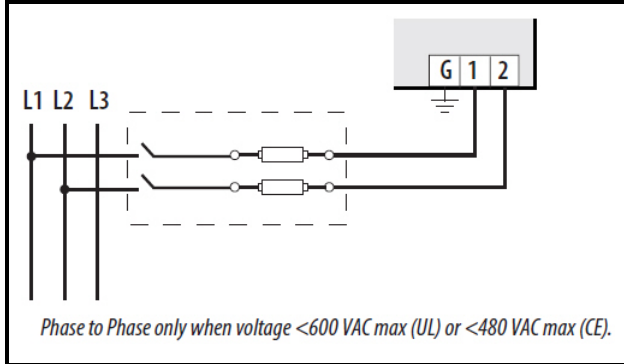 G 1 2
L1 L2 L3
Phase to Phase only when voltage <600 VAC max (UL) or <480 VAC max (CE).